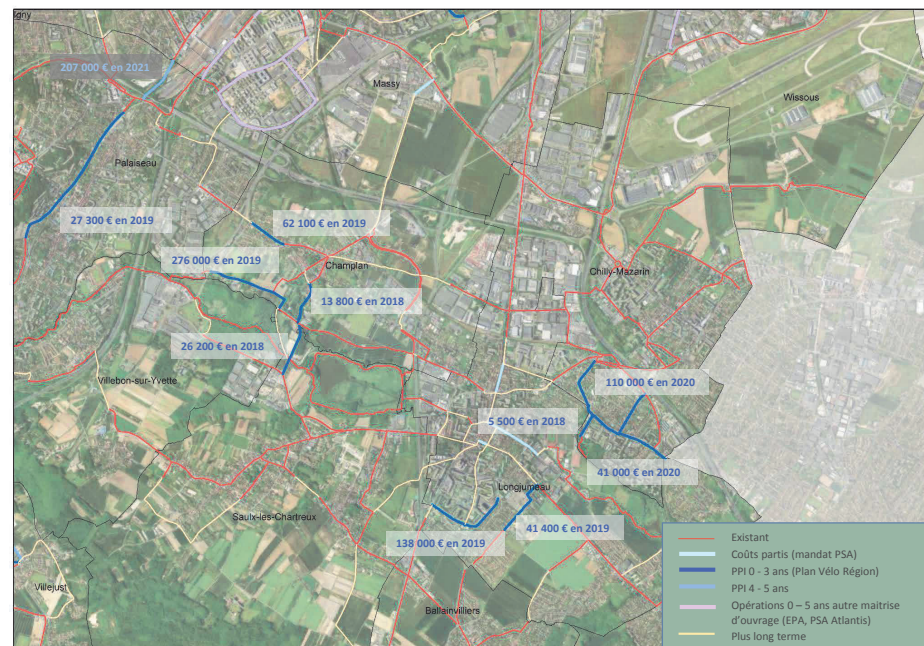 igny
207 000 € en 2021
Massy
Wissous
Palaiseau
27 300 € en 2019
62 100 € en 2019
276 000 € en 2019
Champlan
Chilly-Mazarin
13 800 € en 2018
26 200 € en 2018
Villebon-sur-Yvette
110 000 € en 2020
5 500 € en 2018
41 000 € en 2020
Longjumeau
Saulx-les-Chartreux
138 000 € en 2019
41 400 € en 2019
Villejust
Ballainvilliers
Existant
Coûts partis (mandat PSA)
PPI 0 - 3 ans (Plan Vélo Région)
PPI 4 - 5 ans
Opérations 0 – 5 ans autre maitrise
d’ouvrage (EPA, PSA Atlantis)
Plus long terme